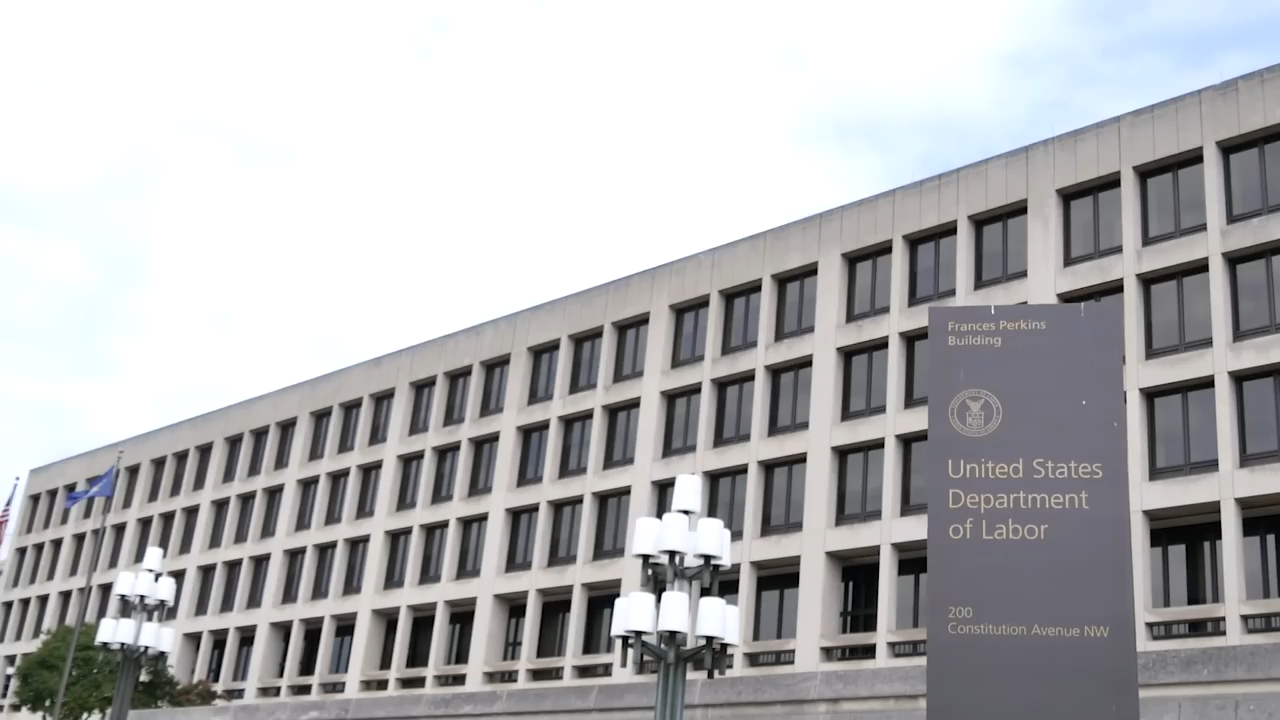 Frances Perkins
Building
United States
Department
of Labor
200
Constitution Avenue NW